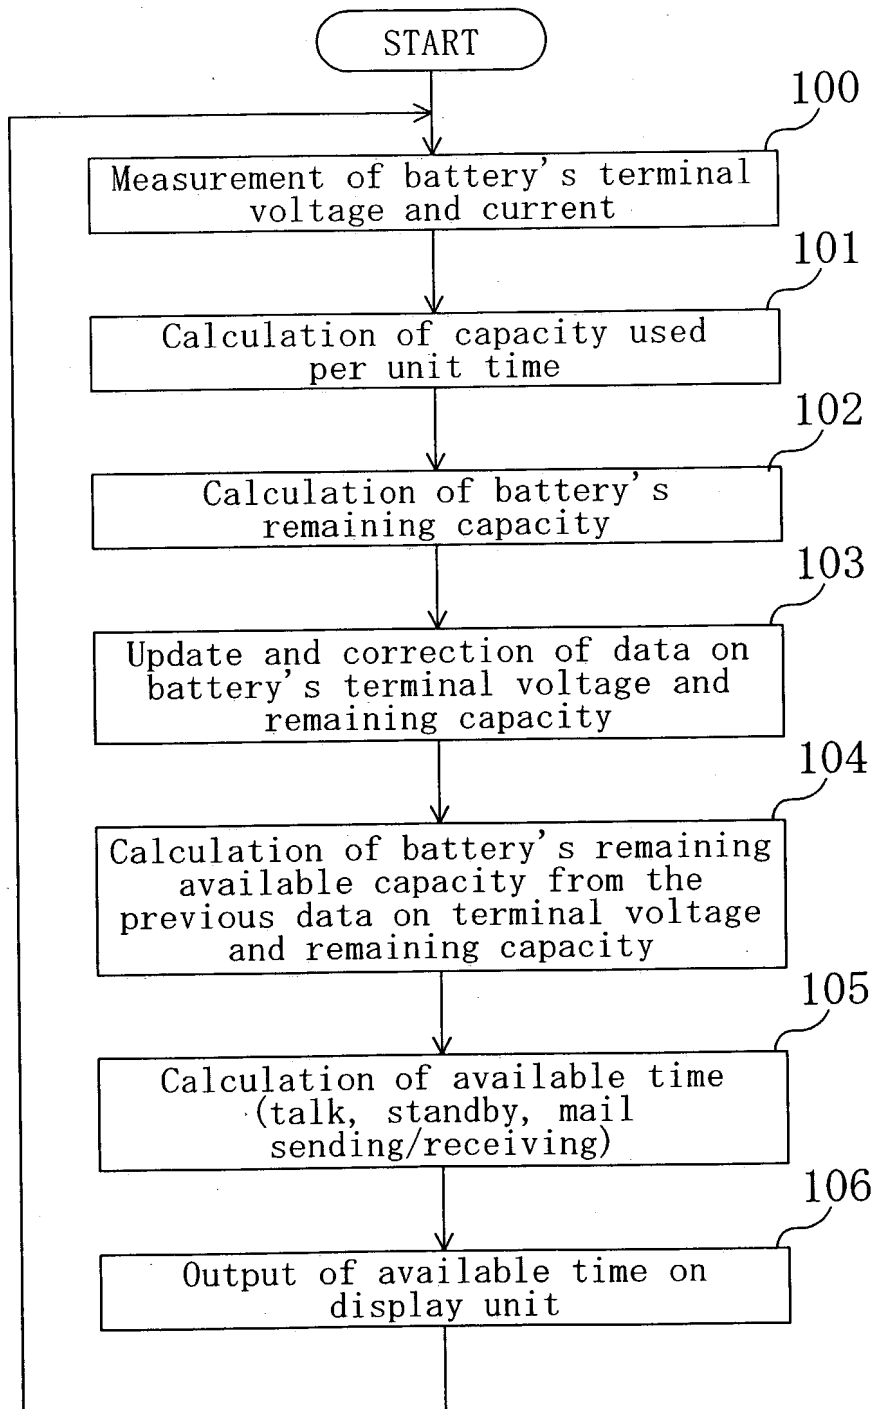 START
100
Measurement of battery's terminal
voltage and current
101
Calculation of capacity used
per unit time
102
Calculation of battery's
remaining capacity
103
Update and correction of data on
battery's terminal voltage and
remaining capacity
104
Calculation of battery's remaining
available capacity from the
previous data on terminal voltage
and remaining capacity
105
Calculation of available time
(talk, standby, mail
sending/receiving)
106
Output of available time on
display unit